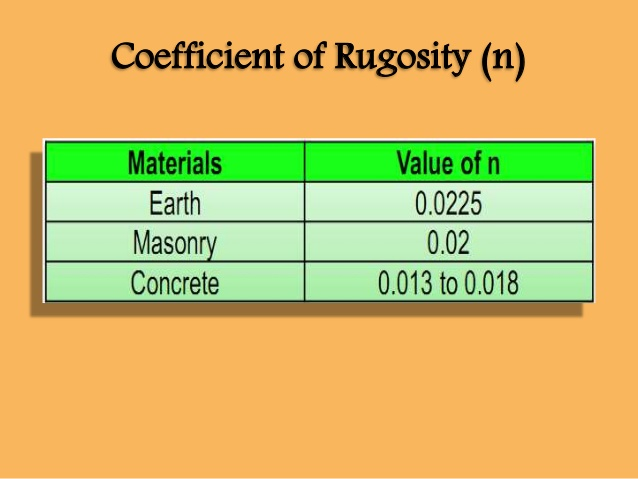 Coefficient of Rugosity (n)
Materials Value of n
Earth 0.0225
Masonry 0.02
Concrete 0.013 to 0.018